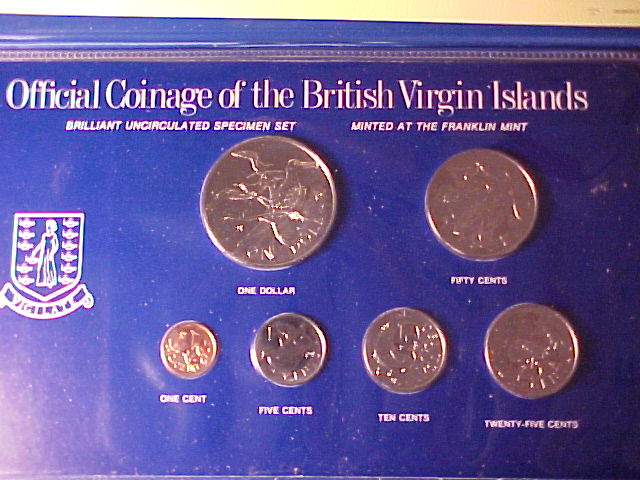 Official Coinage of the British Virgin Islands
BRILLIANT UNCIRCULATED SPECIMEN SET
MINTED AT THE FRANKLIN MINT
VIGILATE
ONE DOLLAR
FIFTY CENTS
ONE CENT
FIVE CENTS
TEN CENTS
TWENTY-FIVE CENTS